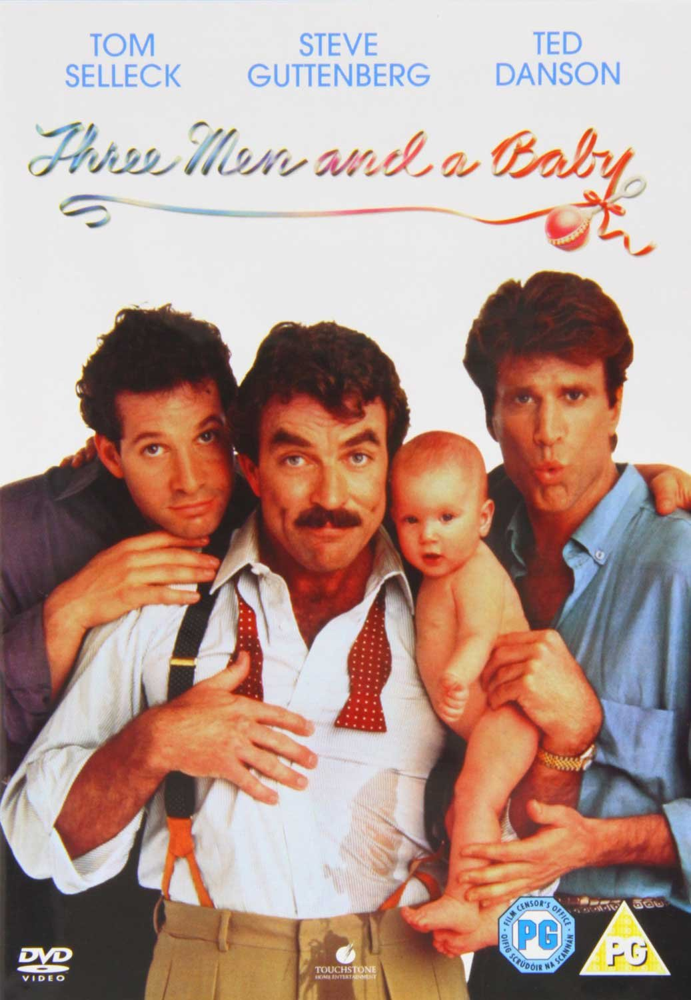 TOM
SELLECK
STEVE
GUTTENBERG
TED
DANSON
Three Men and a Baby
FILM CENSOR'S OFFICE
PG
OIFIG SCRÚDÓIR NA SCANNÁN
PG
DVD
VIDEO
TOUCHSTONE
HOME ENTERTAINMENT